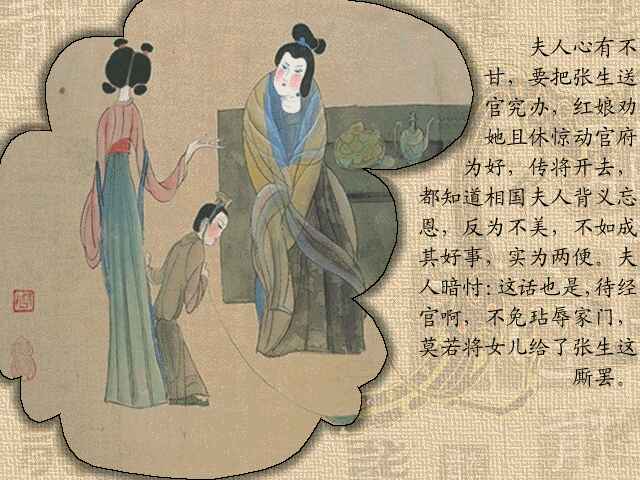 夫人心有不
甘，要把张生送
官究办，红娘劝
她且休惊动官府
为好，传将开去，
都知道相国夫人背义忘
恩，反为不美，不如成
其好事，实为两便。夫
人暗忖：这话也是，待经
官啊，不免玷辱家门，
莫若将女儿给了张生这
厮罢。